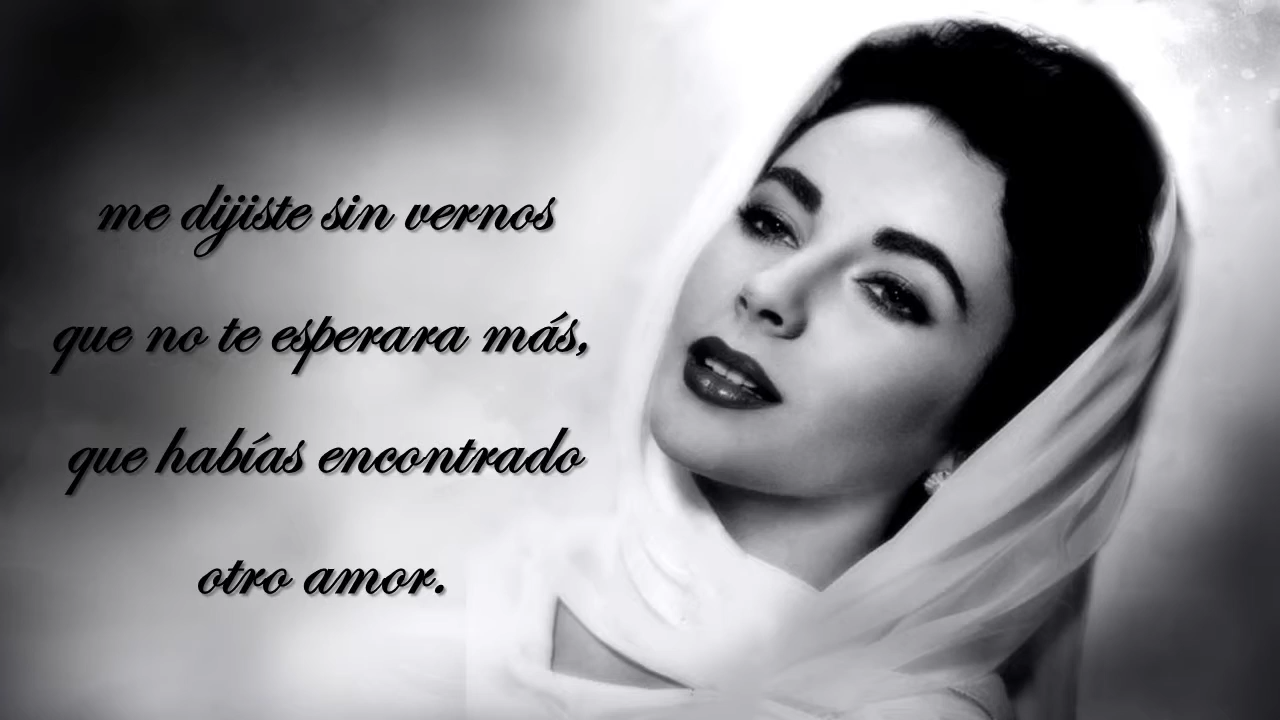 me dijiste sin vernos
que no te esperara más,
que habías encontrado
otro amor.